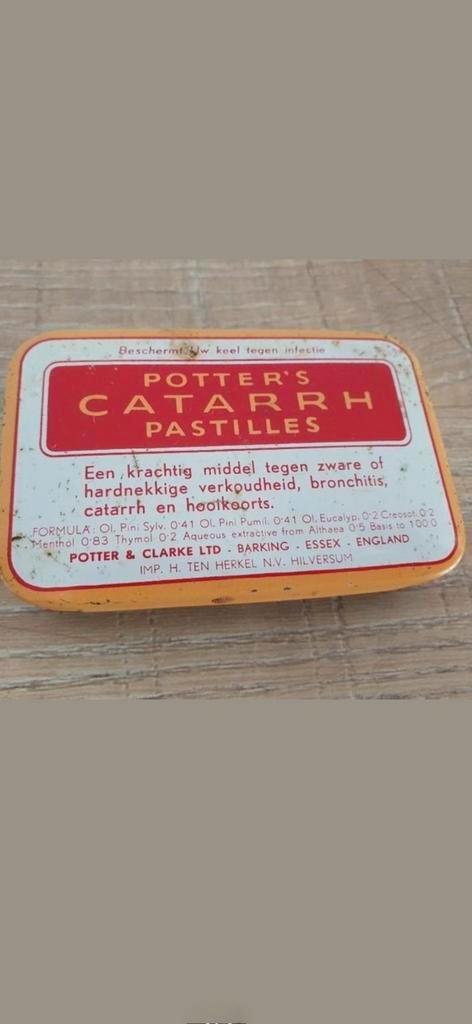 Beschermt Uw keel tegen infectie
POTTER'S
CATARRH
PASTILLES
Een krachtig middel tegen zware of
hardnekkige verkoudheid, bronchitis,
catarrh en hooikoorts.
FORMULA: Ol. Pini Sylv. 0·41 Ol. Pini Pumil. 0·41 Ol. Eucalyp. 0·2 Creosot. 0·2
Menthol 0·83 Thymol 0·2 Aqueous extractive from Althaea 0·5 Basis to 100·0
POTTER & CLARKE LTD - BARKING - ESSEX - ENGLAND
IMP. H. TEN HERKEL N.V. HILVERSUM